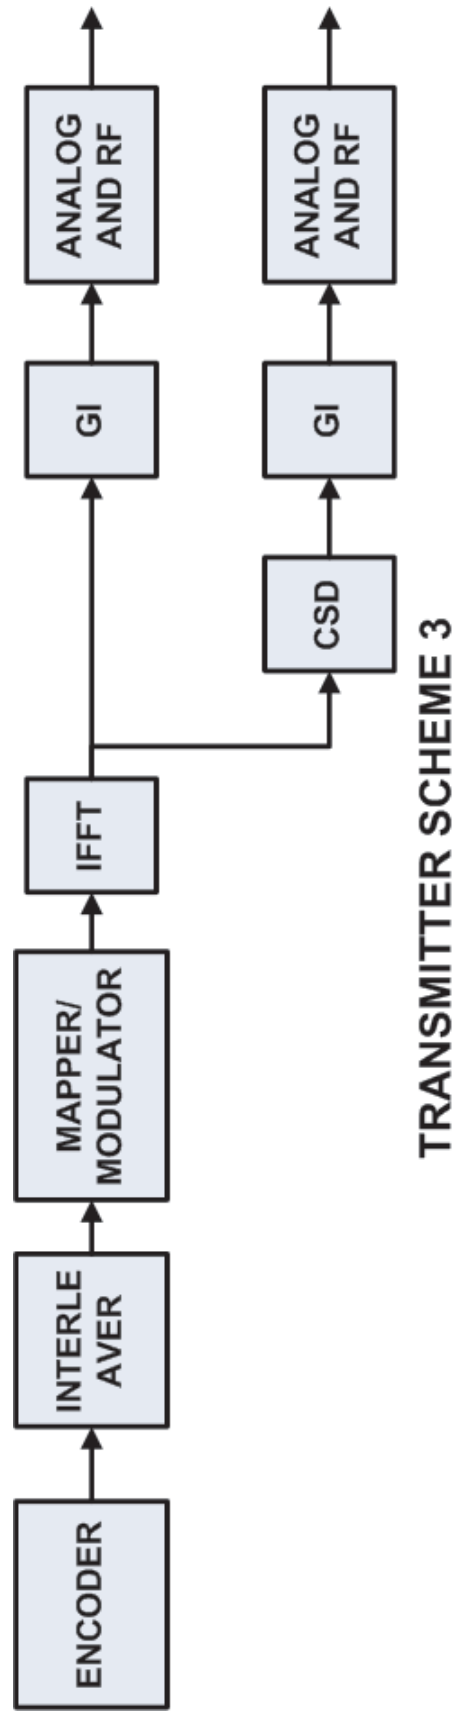 ENCODER
INTERLE
AVER
MAPPER/
MODULATOR
IFFT
GI
ANALOG
AND RF
CSD
GI
ANALOG
AND RF
TRANSMITTER SCHEME 3